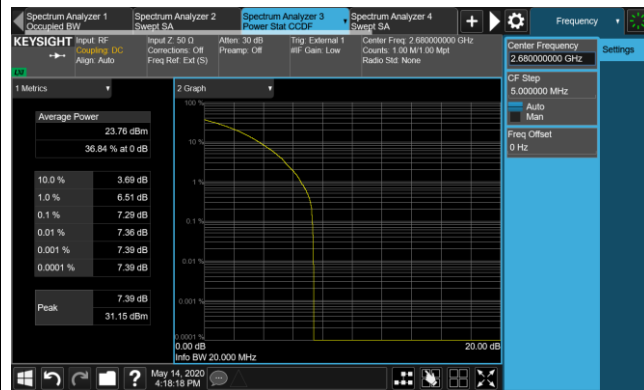 Spectrum Analyzer 1
Occupied BW
Spectrum Analyzer 2
Swept SA
Spectrum Analyzer 3
Power Stat CCDF
Spectrum Analyzer 4
Swept SA
Frequency
KEYSIGHT
Input: RF
Coupling: DC
Align: Auto
Input Z: 50 Ω
Corrections: Off
Freq Ref: Ext (S)
Atten: 30 dB
Preamp: Off
Trig: External 1
#IF Gain: Low
Center Freq: 2.680000000 GHz
Counts: 1.00 M/1.00 Mpt
Radio Std: None
Center Frequency
2.680000000 GHz
Settings
CF Step
5.000000 MHz
Auto
Man
Freq Offset
0 Hz
1 Metrics
Average Power
23.76 dBm
36.84 % at 0 dB
10.0 % 3.69 dB
1.0 % 6.51 dB
0.1 % 7.29 dB
0.01 % 7.36 dB
0.001 % 7.39 dB
0.0001 % 7.39 dB
Peak 7.39 dB
31.15 dBm
2 Graph
100 %
10 %
1 %
0.1 %
0.01 %
0.001 %
0.0001 %
0.00 dB
20.00 dB
Info BW 20.000 MHz
May 14, 2020
4:18:18 PM